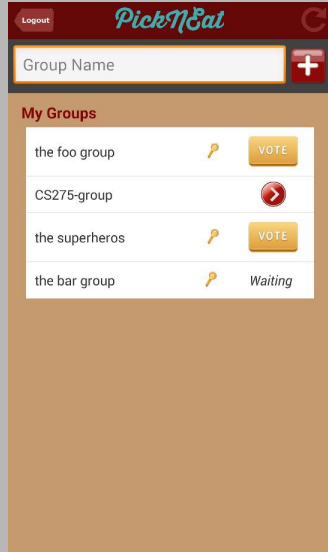 Logout
PickNEat
Group Name
My Groups
the foo group VOTE
CS275-group
the superheros VOTE
the bar group Waiting